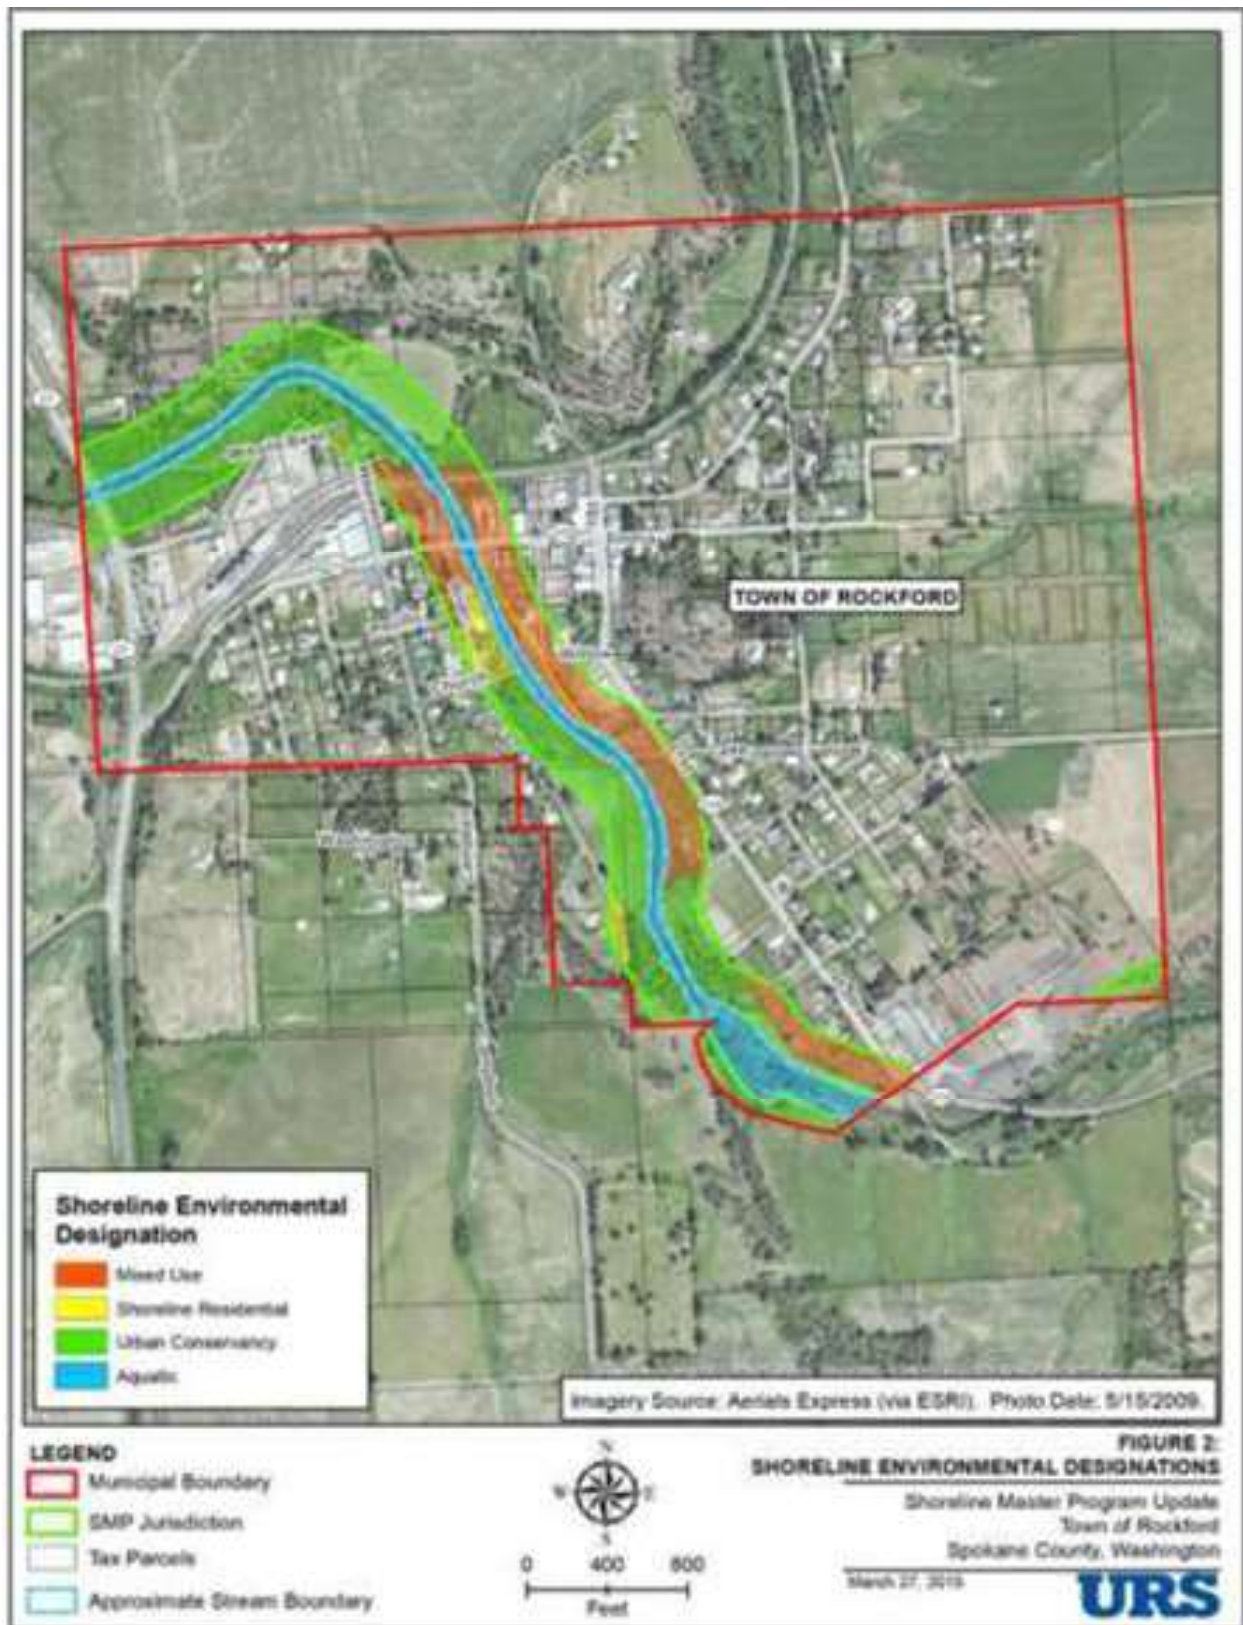 TOWN OF ROCKFORD
Shoreline Environmental
Designation
Mixed Use
Shoreline Residential
Urban Conservancy
Aquatic
Imagery Source: Aerials Express (via ESRI). Photo Date: 5/15/2009.
LEGEND
Municipal Boundary
SMP Jurisdiction
Tax Parcels
Approximate Stream Boundary
N
W E
S
0 400 800
Feet
FIGURE 2:
SHORELINE ENVIRONMENTAL DESIGNATIONS
Shoreline Master Program Update
Town of Rockford
Spokane County, Washington
March 27,
URS